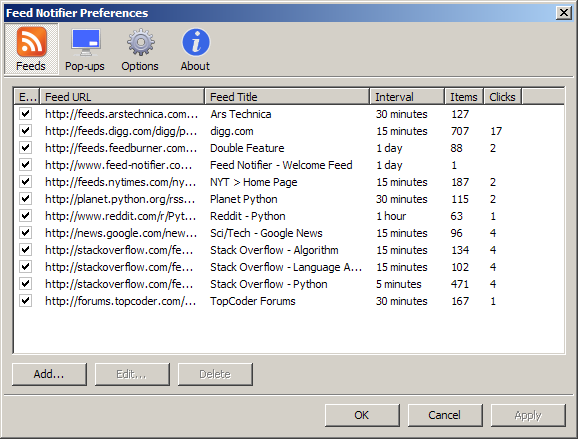 Feed Notifier Preferences
Feeds Pop-ups Options About
E... Feed URL Feed Title Interval Items Clicks
http://feeds.arstechnica.com... Ars Technica 30 minutes 127
http://feeds.digg.com/digg/p... digg.com 15 minutes 707 17
http://feeds.feedburner.com... Double Feature 1 day 88 2
http://www.feed-notifier.co... Feed Notifier - Welcome Feed 1 day 1
http://feeds.nytimes.com/ny... NYT > Home Page 15 minutes 187 2
http://planet.python.org/rss... Planet Python 30 minutes 115 2
http://www.reddit.com/r/Pyt... Reddit - Python 1 hour 63 1
http://news.google.com/new... Sci/Tech - Google News 15 minutes 96 4
http://stackoverflow.com/fe... Stack Overflow - Algorithm 15 minutes 134 4
http://stackoverflow.com/fe... Stack Overflow - Language A... 15 minutes 102 4
http://stackoverflow.com/fe... Stack Overflow - Python 5 minutes 471 4
http://forums.topcoder.com/... TopCoder Forums 30 minutes 167 1
Add... Edit... Delete
OK Cancel Apply